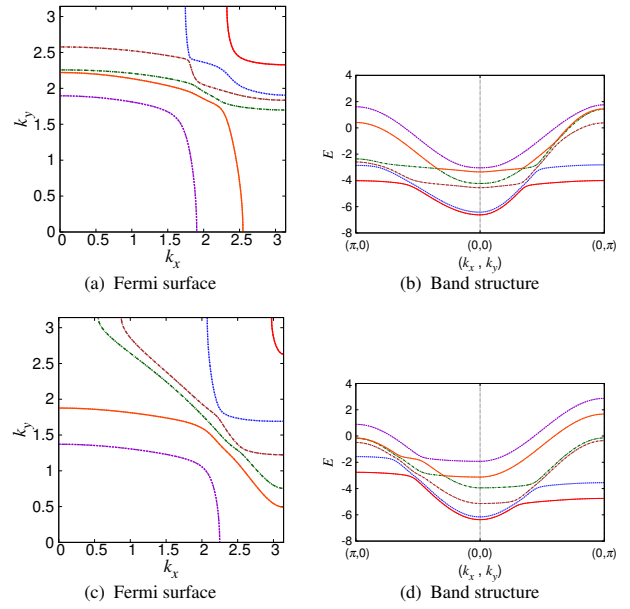 3
2.5
2
1.5
1
0.5
0
k_y
0 0.5 1 1.5 2 2.5 3
k_x
(a) Fermi surface
4
2
0
-2
-4
-6
-8
E
(π,0) (0,0) (0,π)
(k_x , k_y)
(b) Band structure
3
2.5
2
1.5
1
0.5
0
k_y
0 0.5 1 1.5 2 2.5 3
k_x
(c) Fermi surface
4
2
0
-2
-4
-6
-8
E
(π,0) (0,0) (0,π)
(k_x , k_y)
(d) Band structure